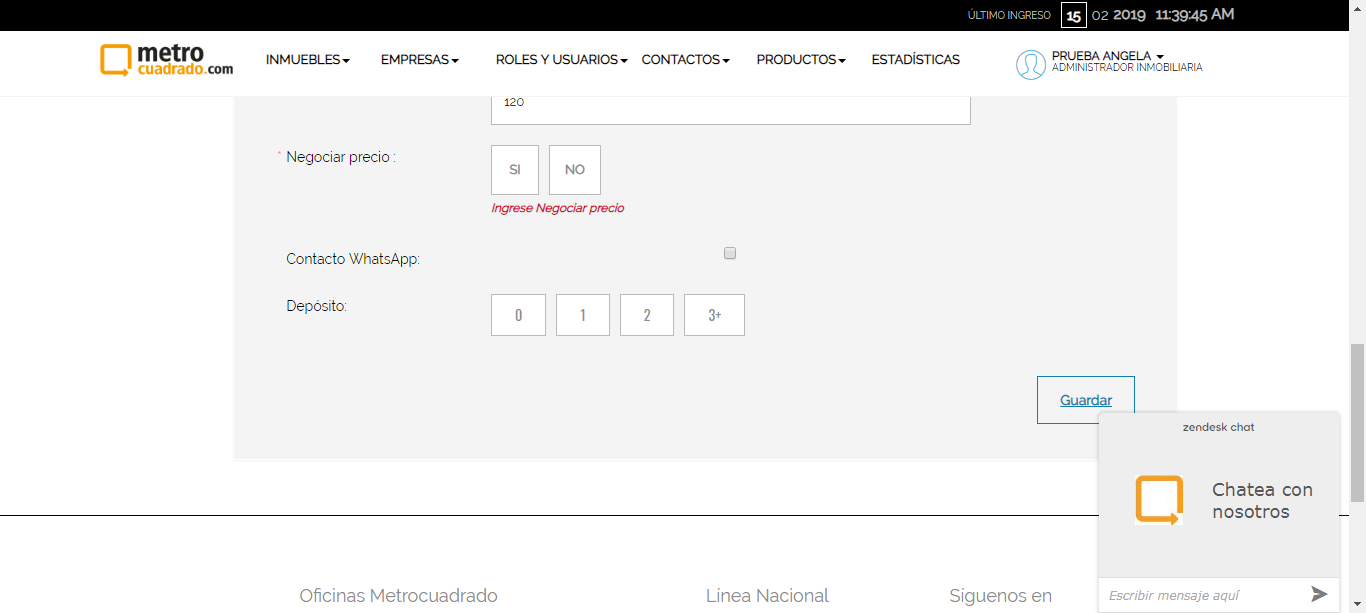 ÚLTIMO INGRESO 15 02 2019 11:39:45 AM
metro
cuadrado.com
INMUEBLES EMPRESAS ROLES Y USUARIOS CONTACTOS PRODUCTOS ESTADÍSTICAS
PRUEBA ANGELA
ADMINISTRADOR INMOBILIARIA
120
* Negociar precio :
SI NO
Ingrese Negociar precio
Contacto WhatsApp:
Depósito:
0 1 2 3+
Guardar
zendesk chat
Chatea con
nosotros
Escribir mensaje aquí
Oficinas Metrocuadrado Línea Nacional Síguenos en